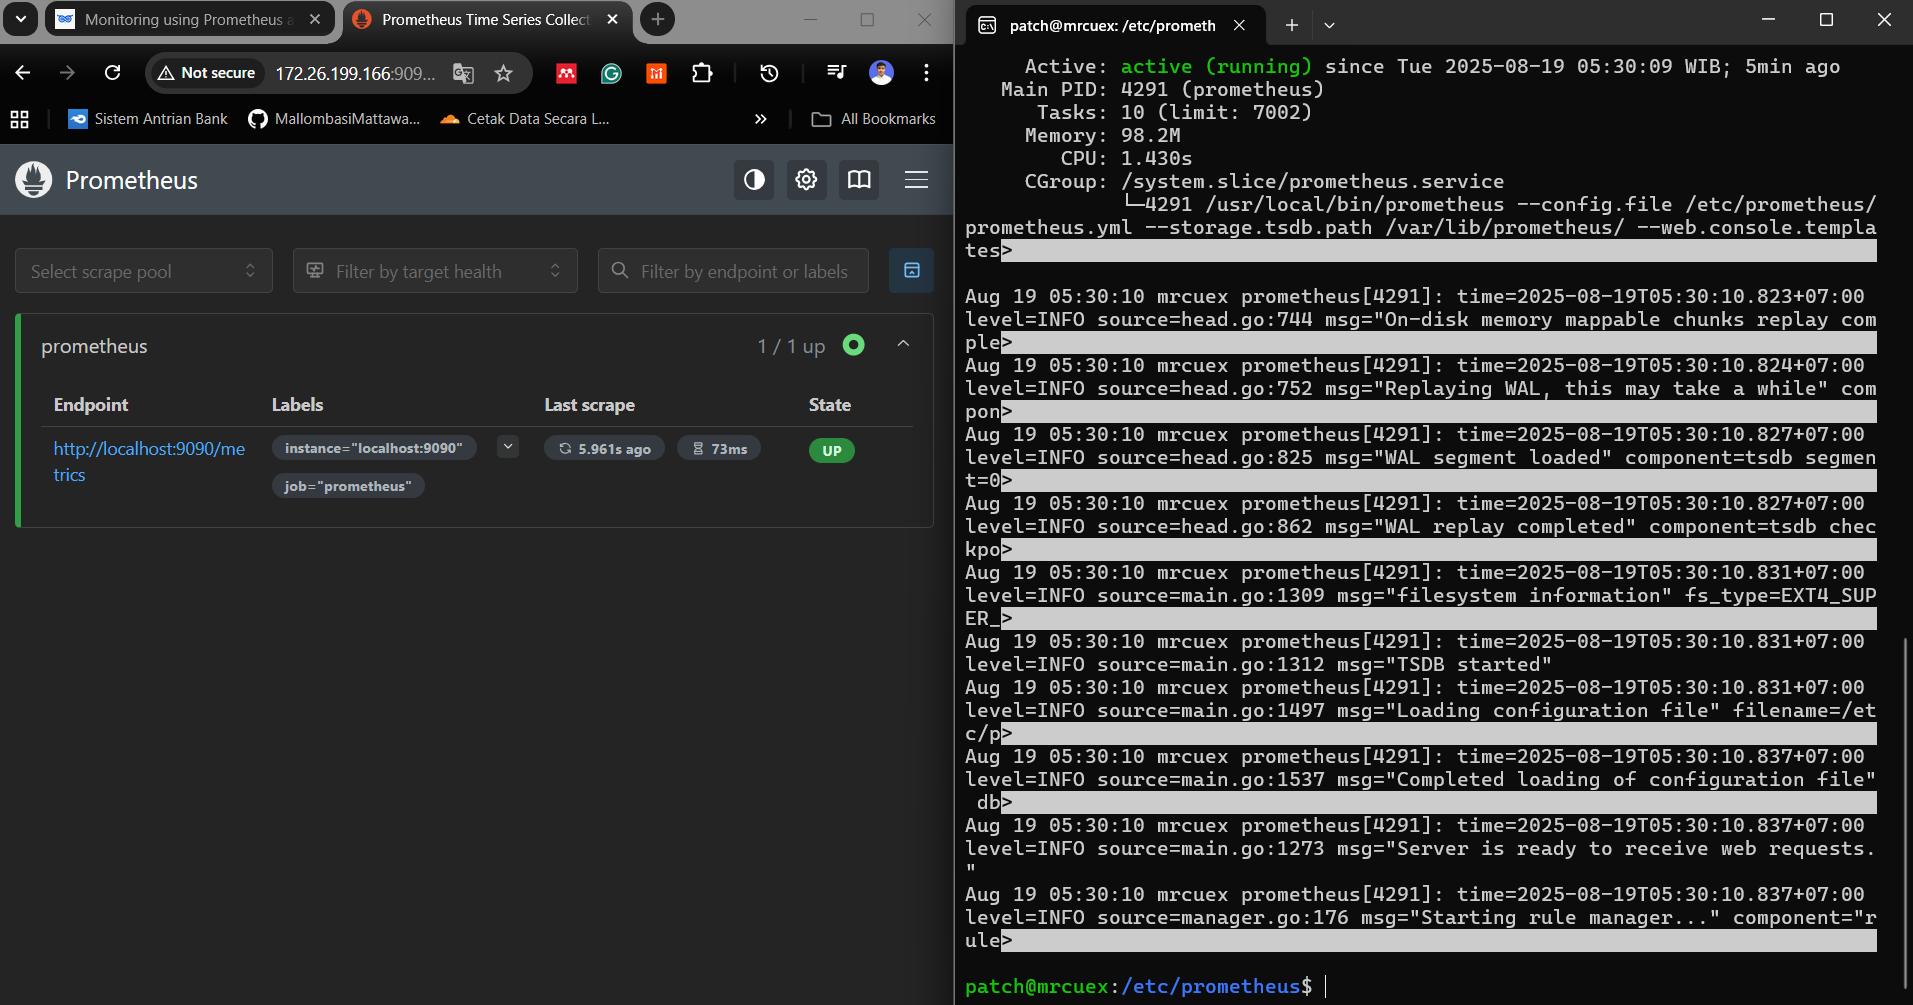 Monitoring using Prometheus a
Prometheus Time Series Collect
Not secure
172.26.199.166:909...
Sistem Antrian Bank
MallombasiMattawa...
Cetak Data Secara L...
All Bookmarks
Prometheus
Select scrape pool
Filter by target health
Filter by endpoint or labels
prometheus
1 / 1 up
Endpoint Labels Last scrape State
http://localhost:9090/me
trics
instance="localhost:9090"
5.961s ago
73ms
UP
job="prometheus"
patch@mrcuex: /etc/prometh
Active: active (running) since Tue 2025-08-19 05:30:09 WIB; 5min ago
Main PID: 4291 (prometheus)
Tasks: 10 (limit: 7002)
Memory: 98.2M
CPU: 1.430s
CGroup: /system.slice/prometheus.service
└─4291 /usr/local/bin/prometheus --config.file /etc/prometheus/
prometheus.yml --storage.tsdb.path /var/lib/prometheus/ --web.console.templa
tes>
Aug 19 05:30:10 mrcuex prometheus[4291]: time=2025-08-19T05:30:10.823+07:00
level=INFO source=head.go:744 msg="On-disk memory mappable chunks replay com
ple>
Aug 19 05:30:10 mrcuex prometheus[4291]: time=2025-08-19T05:30:10.824+07:00
level=INFO source=head.go:752 msg="Replaying WAL, this may take a while" com
pon>
Aug 19 05:30:10 mrcuex prometheus[4291]: time=2025-08-19T05:30:10.827+07:00
level=INFO source=head.go:825 msg="WAL segment loaded" component=tsdb segmen
t=0>
Aug 19 05:30:10 mrcuex prometheus[4291]: time=2025-08-19T05:30:10.827+07:00
level=INFO source=head.go:862 msg="WAL replay completed" component=tsdb chec
kpo>
Aug 19 05:30:10 mrcuex prometheus[4291]: time=2025-08-19T05:30:10.831+07:00
level=INFO source=main.go:1309 msg="filesystem information" fs_type=EXT4_SUP
ER_>
Aug 19 05:30:10 mrcuex prometheus[4291]: time=2025-08-19T05:30:10.831+07:00
level=INFO source=main.go:1312 msg="TSDB started"
Aug 19 05:30:10 mrcuex prometheus[4291]: time=2025-08-19T05:30:10.831+07:00
level=INFO source=main.go:1497 msg="Loading configuration file" filename=/et
c/p>
Aug 19 05:30:10 mrcuex prometheus[4291]: time=2025-08-19T05:30:10.837+07:00
level=INFO source=main.go:1537 msg="Completed loading of configuration file"
db>
Aug 19 05:30:10 mrcuex prometheus[4291]: time=2025-08-19T05:30:10.837+07:00
level=INFO source=main.go:1273 msg="Server is ready to receive web requests.
"
Aug 19 05:30:10 mrcuex prometheus[4291]: time=2025-08-19T05:30:10.837+07:00
level=INFO source=manager.go:176 msg="Starting rule manager..." component="r
ule>
patch@mrcuex:/etc/prometheus$